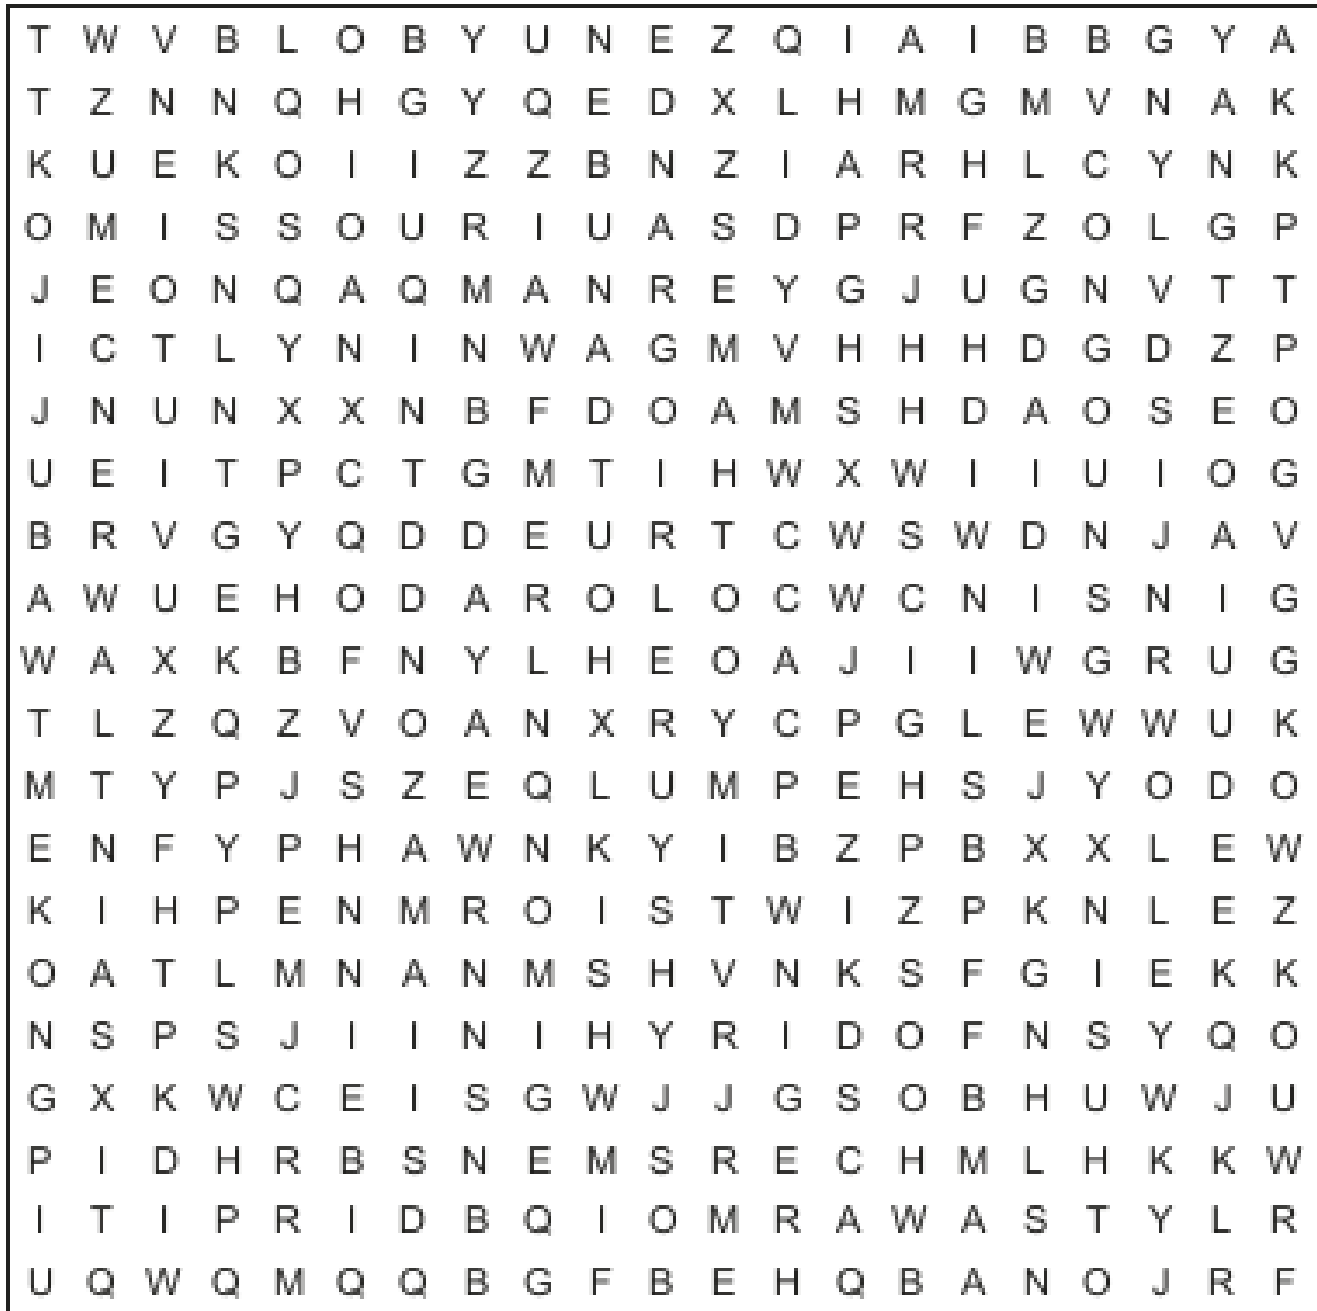 T W V B L O B Y U N E Z Q I A I B B G Y A
T Z N N Q H G Y Q E D X L H M G M V N A K
K U E K O I I Z Z B N Z I A R H L C Y N K
O M I S S O U R I U A S D P R F Z O L G P
J E O N Q A Q M A N R E Y G J U G N V T T
I C T L Y N I N W A G M V H H H D G D Z P
J N U N X X N B F D O A M S H D A O S E O
U E I T P C T G M T I H W X W I I U I O G
B R V G Y Q D D E U R T C W S W D N J A V
A W U E H O D A R O L O C W C N I S N I G
W A X K B F N Y L H E O A J I I W G R U G
T L Z Q Z V O A N X R Y C P G L E W W U K
M T Y P J S Z E Q L U M P E H S J Y O D O
E N F Y P H A W N K Y I B Z P B X X L E W
K I H P E N M R O I S T W I Z P K N L E Z
O A T L M N A N M S H V N K S F G I E K K
N S P S J I I N I H Y R I D O F N S Y Q O
G X K W C E I S G W J J G S O B H U W J U
P I D H R B S N E M S R E C H M L H K K W
I T I P R I D B Q I O M R A W A S T Y L R
U Q W Q M Q Q B G F B E H Q B A N O J R F